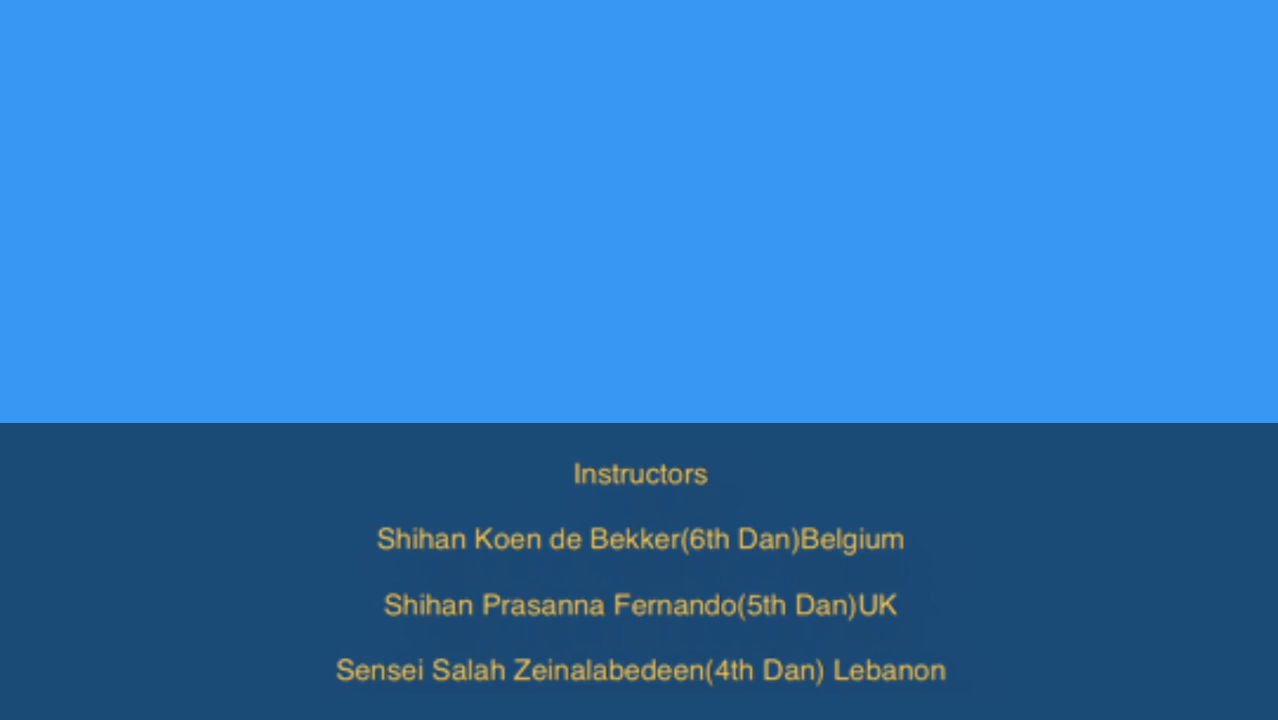 Instructors
Shihan Koen de Bekker(6th Dan)Belgium
Shihan Prasanna Fernando(5th Dan)UK
Sensei Salah Zeinalabedeen(4th Dan) Lebanon